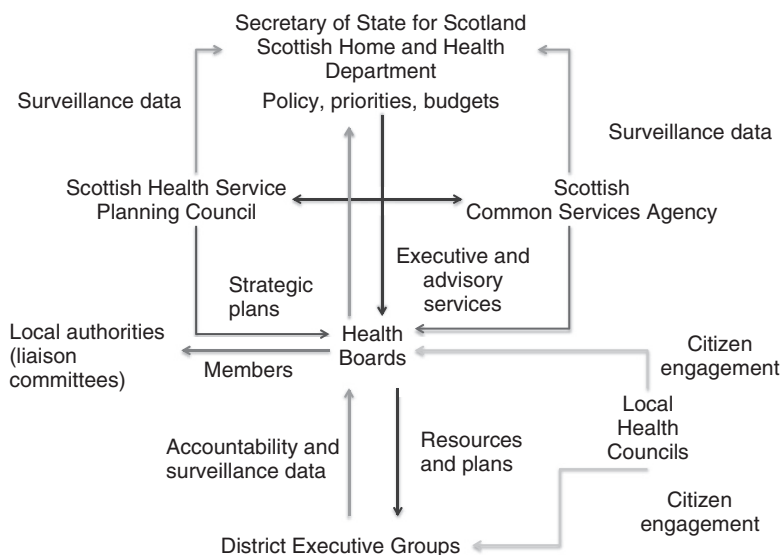 Secretary of State for Scotland
Scottish Home and Health
Department
Policy, priorities, budgets
Surveillance data
Surveillance data
Scottish Health Service
Planning Council
Scottish
Common Services Agency
Strategic
plans
Executive and
advisory
services
Local authorities
(liaison
committees)
Members
Health
Boards
Citizen
engagement
Local
Health
Councils
Accountability and
surveillance data
Resources
and plans
Citizen
engagement
District Executive Groups